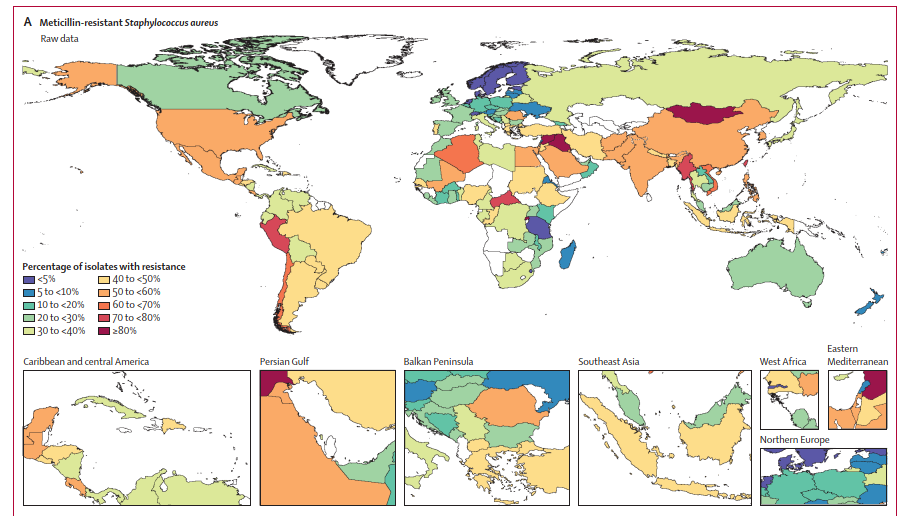 A Meticillin-resistant Staphylococcus aureus
Raw data
Percentage of isolates with resistance
<5%
5 to <10%
10 to <20%
20 to <30%
30 to <40%
40 to <50%
50 to <60%
60 to <70%
70 to <80%
≥80%
Caribbean and central America
Persian Gulf
Balkan Peninsula
Southeast Asia
West Africa
Eastern
Mediterranean
Northern Europe